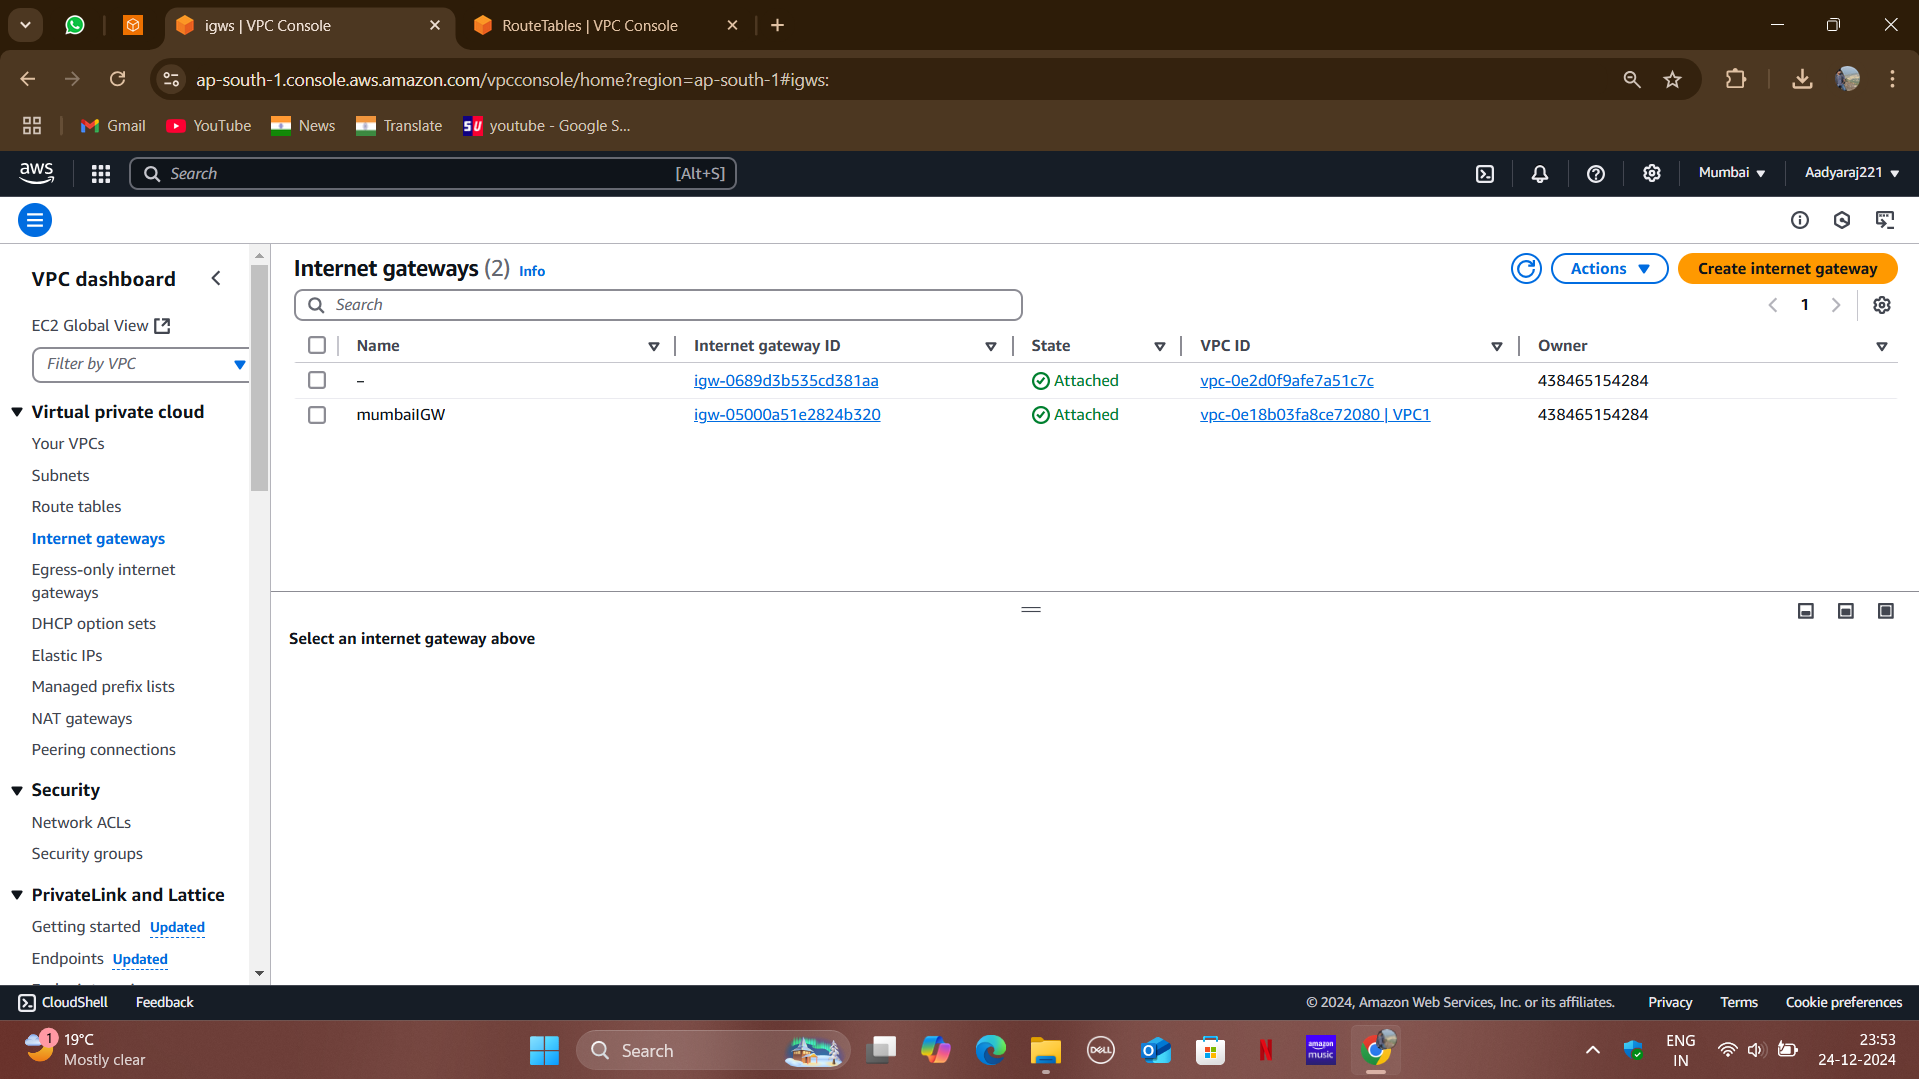 igws | VPC Console
RouteTables | VPC Console
ap-south-1.console.aws.amazon.com/vpcconsole/home?region=ap-south-1#igws:
Gmail
YouTube
News
Translate
SU youtube - Google S...
aws
Search
[Alt+S]
Mumbai
Aadyaraj221
VPC dashboard
EC2 Global View
Filter by VPC
Virtual private cloud
Your VPCs
Subnets
Route tables
Internet gateways
Egress-only internet
gateways
DHCP option sets
Elastic IPs
Managed prefix lists
NAT gateways
Peering connections
Security
Network ACLs
Security groups
PrivateLink and Lattice
Getting started Updated
Endpoints Updated
Internet gateways (2) Info
Actions
Create internet gateway
Search
1
Name Internet gateway ID State VPC ID Owner
– igw-0689d3b535cd381aa Attached vpc-0e2d0f9afe7a51c7c 438465154284
mumbaiIGW igw-05000a51e2824b320 Attached vpc-0e18b03fa8ce72080 | VPC1 438465154284
Select an internet gateway above
CloudShell Feedback
© 2024, Amazon Web Services, Inc. or its affiliates. Privacy Terms Cookie preferences
1
19°C
Mostly clear
Search
DELL
N
amazon
music
ENG
IN
23:53
24-12-2024